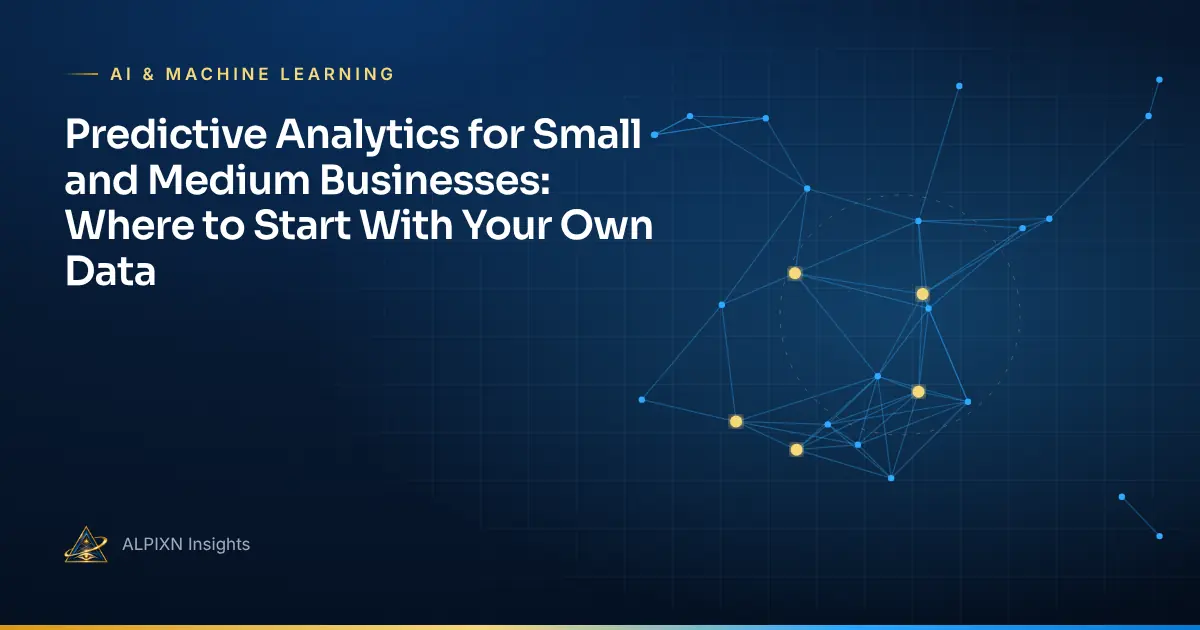 AI & MACHINE LEARNING
Predictive Analytics for Small
and Medium Businesses:
Where to Start With Your Own
Data
ALPIXN Insights